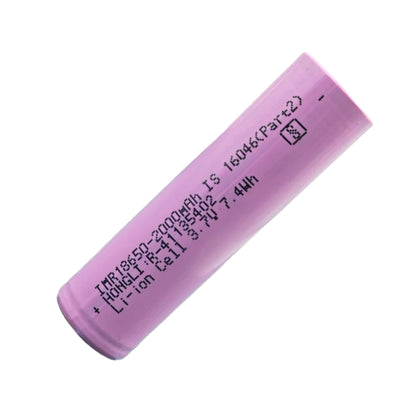 IMR18650-2000mAh IS 16046(Part2)
+ HONGLI:R-41135402 -
Li-ion Cell 3.7V 7.4Wh